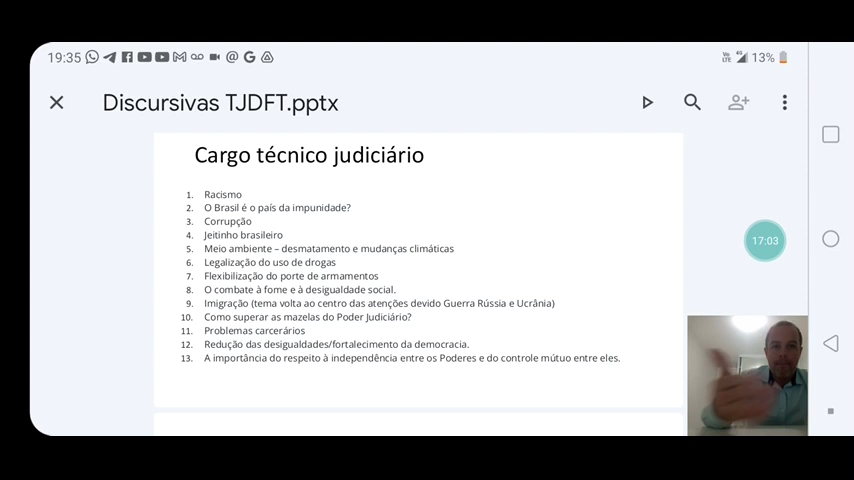 19:35
Vo
LTE
4G
13%
Discursivas TJDFT.pptx
Cargo técnico judiciário
1. Racismo
2. O Brasil é o país da impunidade?
3. Corrupção
4. Jeitinho brasileiro
5. Meio ambiente – desmatamento e mudanças climáticas
6. Legalização do uso de drogas
7. Flexibilização do porte de armamentos
8. O combate à fome e à desigualdade social.
9. Imigração (tema volta ao centro das atenções devido Guerra Rússia e Ucrânia)
10. Como superar as mazelas do Poder Judiciário?
11. Problemas carcerários
12. Redução das desigualdades/fortalecimento da democracia.
13. A importância do respeito à independência entre os Poderes e do controle mútuo entre eles.
17:03